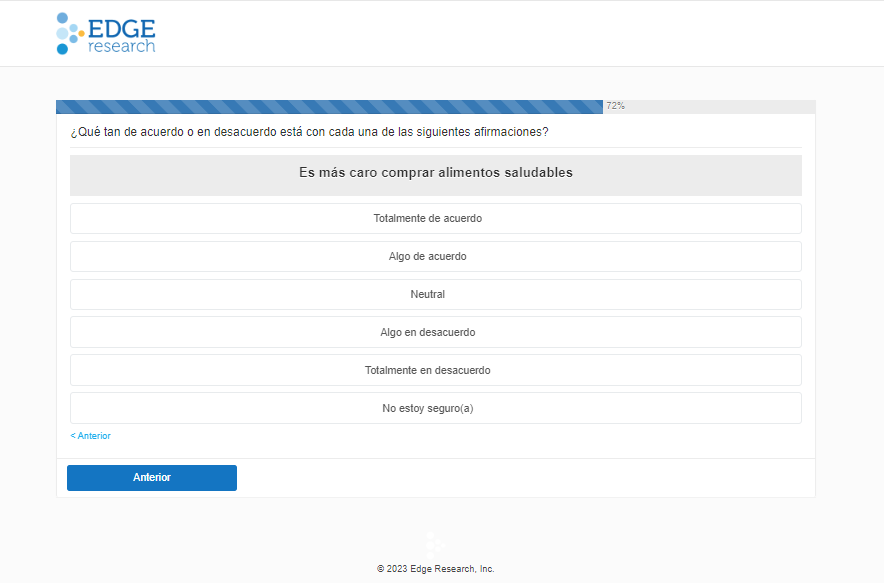 EDGE
research
72%
¿Qué tan de acuerdo o en desacuerdo está con cada una de las siguientes afirmaciones?
Es más caro comprar alimentos saludables
Totalmente de acuerdo
Algo de acuerdo
Neutral
Algo en desacuerdo
Totalmente en desacuerdo
No estoy seguro(a)
< Anterior
Anterior
© 2023 Edge Research, Inc.